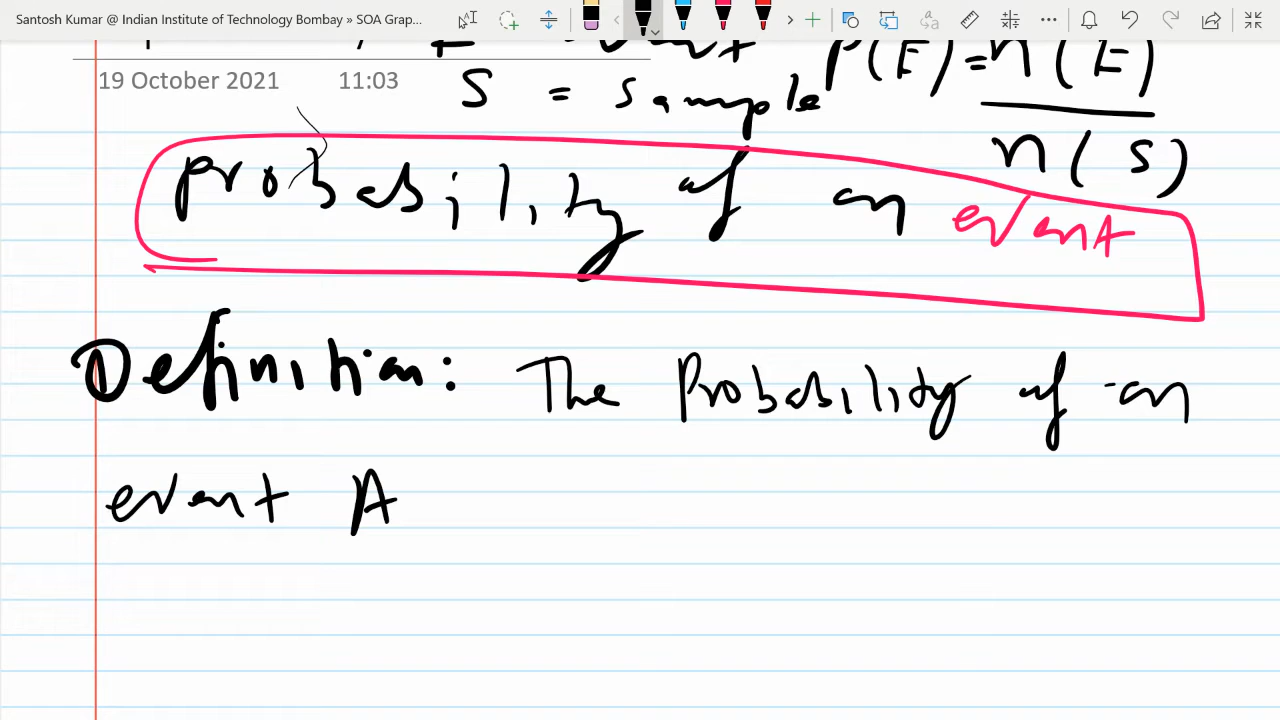 Santosh Kumar @ Indian Institute of Technology Bombay » SOA Grap...
P(E) = n(E)
19 October 2021 11:03
S = sample
n(S)
probability of an event
Definition: The Probability of an
event A